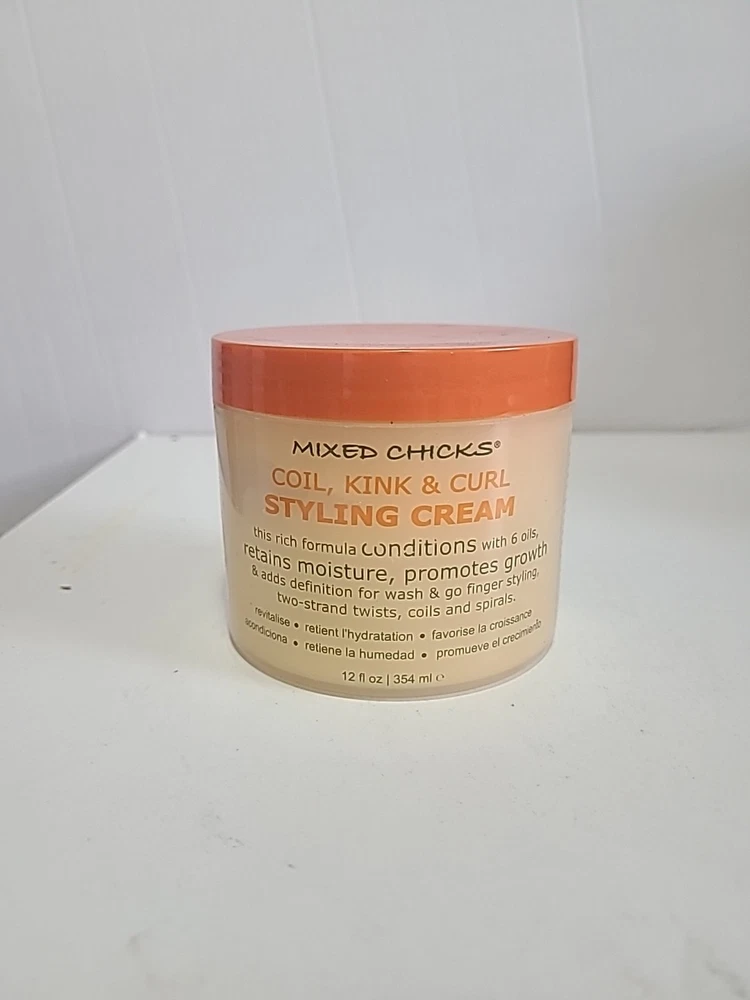 MIXED CHICKS®
COIL, KINK & CURL
STYLING CREAM
this rich formula conditions with 6 oils,
retains moisture, promotes growth
& adds definition for wash & go finger styling,
two-strand twists, coils and spirals.
revitalise • retient l'hydratation • favorise la croissance
acondiciona • retiene la humedad • promueve el crecimiento
12 fl oz | 354 ml ℮